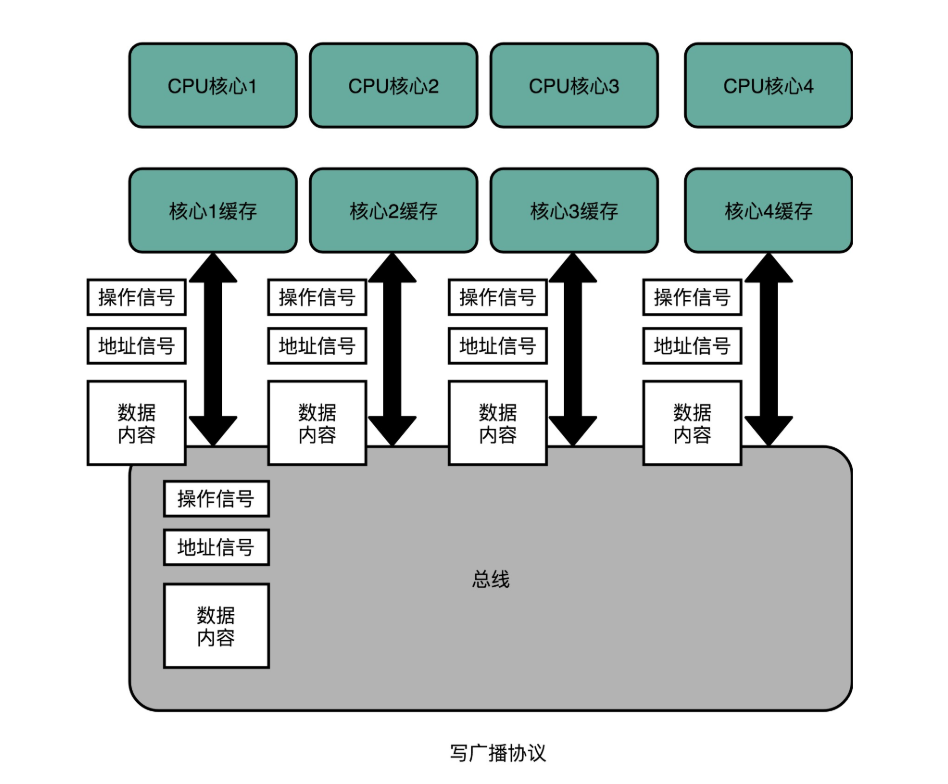 CPU核心1
CPU核心2
CPU核心3
CPU核心4
核心1缓存
核心2缓存
核心3缓存
核心4缓存
操作信号
操作信号
操作信号
操作信号
地址信号
地址信号
地址信号
地址信号
数据
内容
数据
内容
数据
内容
数据
内容
操作信号
地址信号
数据
内容
总线
写广播协议